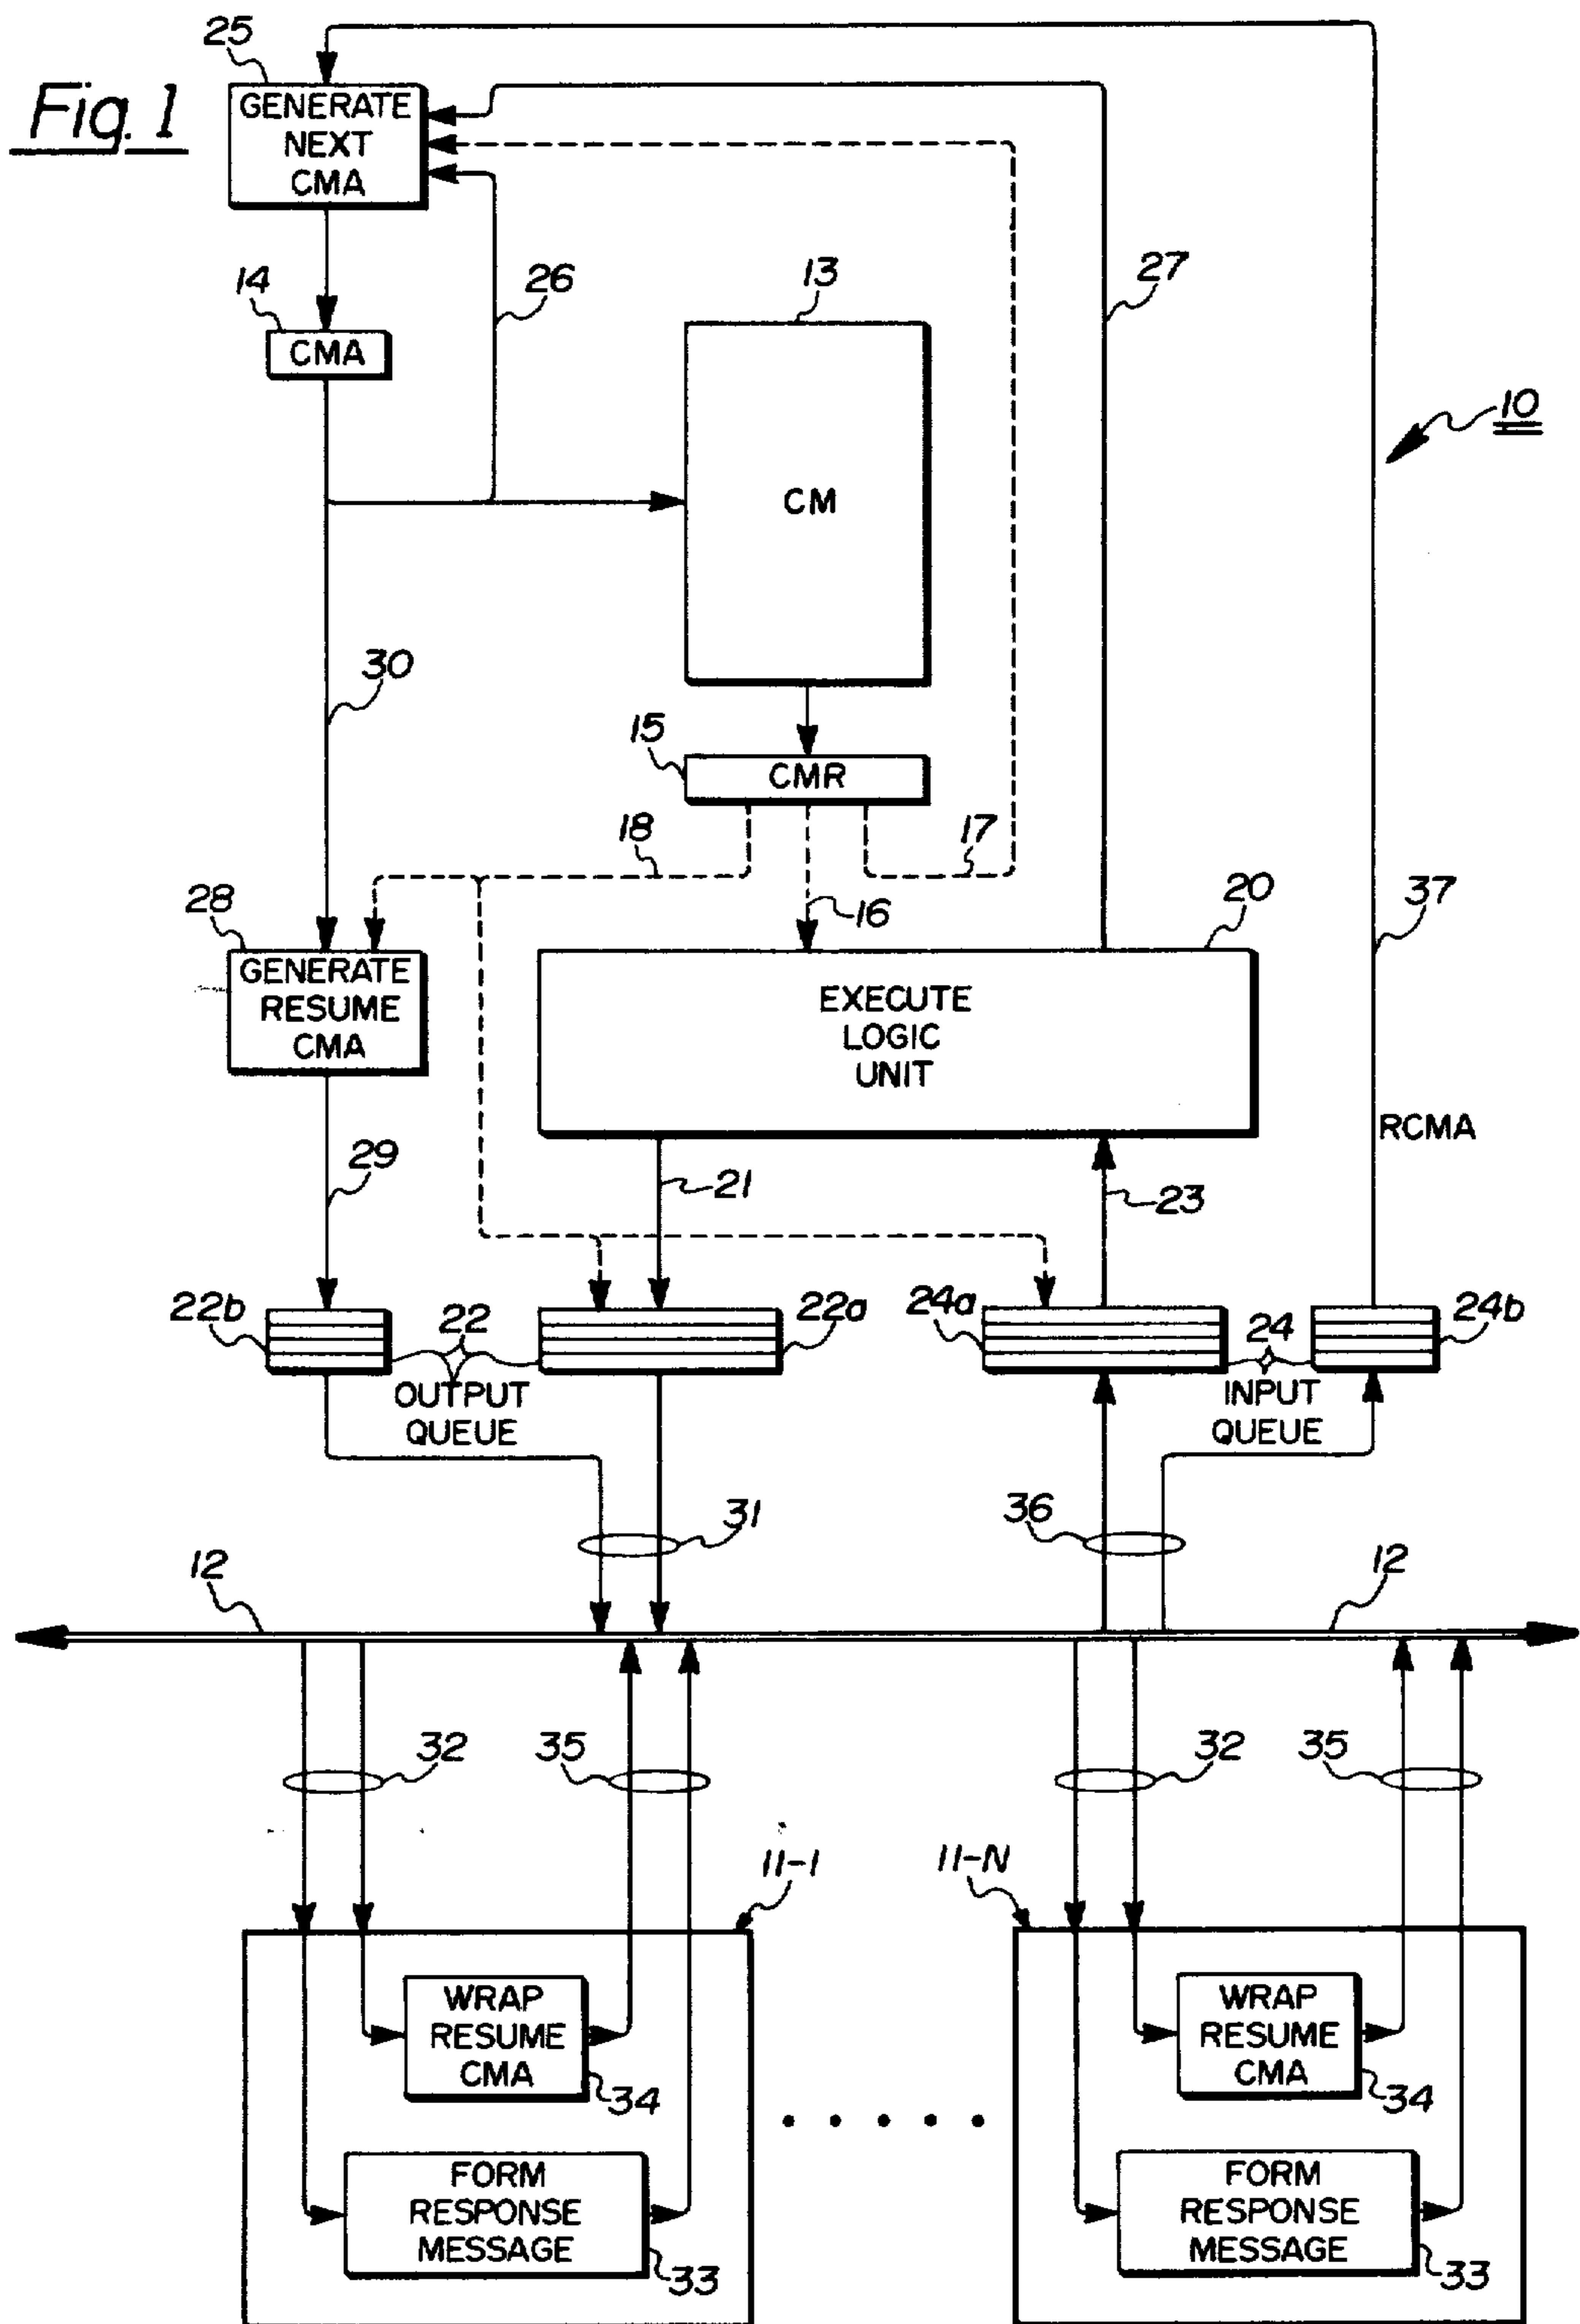 Fig. 1
25
GENERATE
NEXT
CMA
14
CMA
26
13
CM
27
10
30
15
CMR
18
17
16
28
GENERATE
RESUME
CMA
20
EXECUTE
LOGIC
UNIT
37
RCMA
29
21
23
22b
22
22a
24a
24
24b
OUTPUT
QUEUE
INPUT
QUEUE
31
36
12
12
32
35
32
35
11-1
11-N
WRAP
RESUME
CMA
34
WRAP
RESUME
CMA
34
FORM
RESPONSE
MESSAGE
33
FORM
RESPONSE
MESSAGE
33